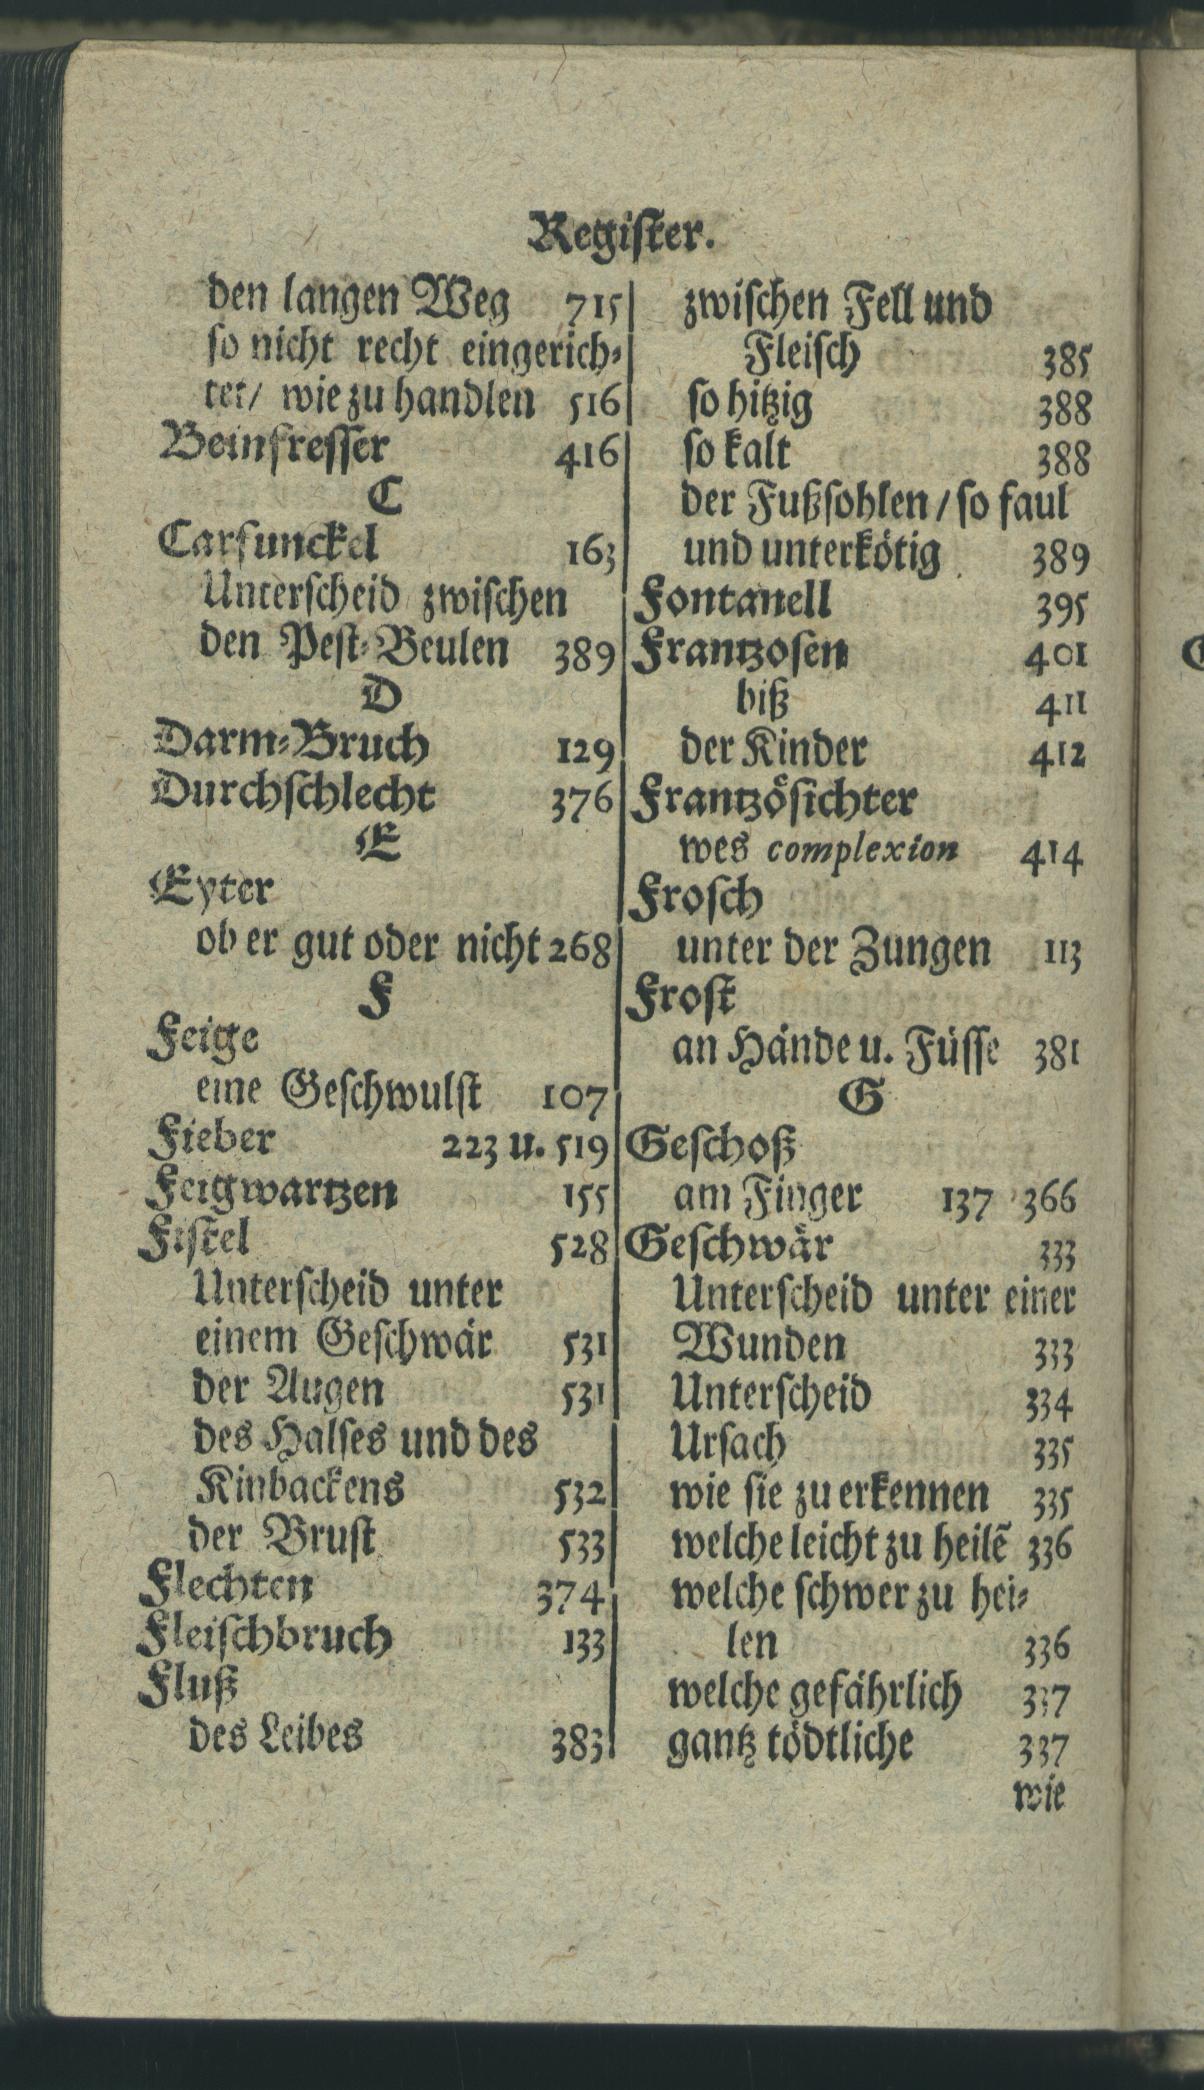 Register.
den langen Weg 715
so nicht recht eingerich⸗
tet/ wie zu handlen 516
Beinfresser 416
C
Carfunckel 163
Unterscheid zwischen
den Pest⸗Beulen 389
D
Darm⸗Bruch 129
Durchschlecht 376
E
Eyter
ob er gut oder nicht 268
F
Feige
eine Geschwulst 107
Fieber 223 u. 519
Feigwartzen 155
Fistel 528
Unterscheid unter
einem Geschwär 531
der Augen 531
des Halses und des
Kinbackens 532
der Brust 533
Flechten 374
Fleischbruch 133
Fluß
des Leibes 383
zwischen Fell und
Fleisch 385
so hitzig 388
so kalt 388
der Fußsohlen/ so faul
und unterkötig 389
Fontanell 395
Frantzosen 401
biß 411
der Kinder 412
Frantzösichter
wes complexion 414
Frosch
unter der Zungen 113
Frost
an Hände u. Füsse 381
G
Geschoß
am Finger 137 366
Geschwär 333
Unterscheid unter einer
Wunden 333
Unterscheid 334
Ursach 335
wie sie zu erkennen 335
welche leicht zu heilẽ 336
welche schwer zu hei⸗
len 336
welche gefährlich 337
gantz tödtliche 337
wie